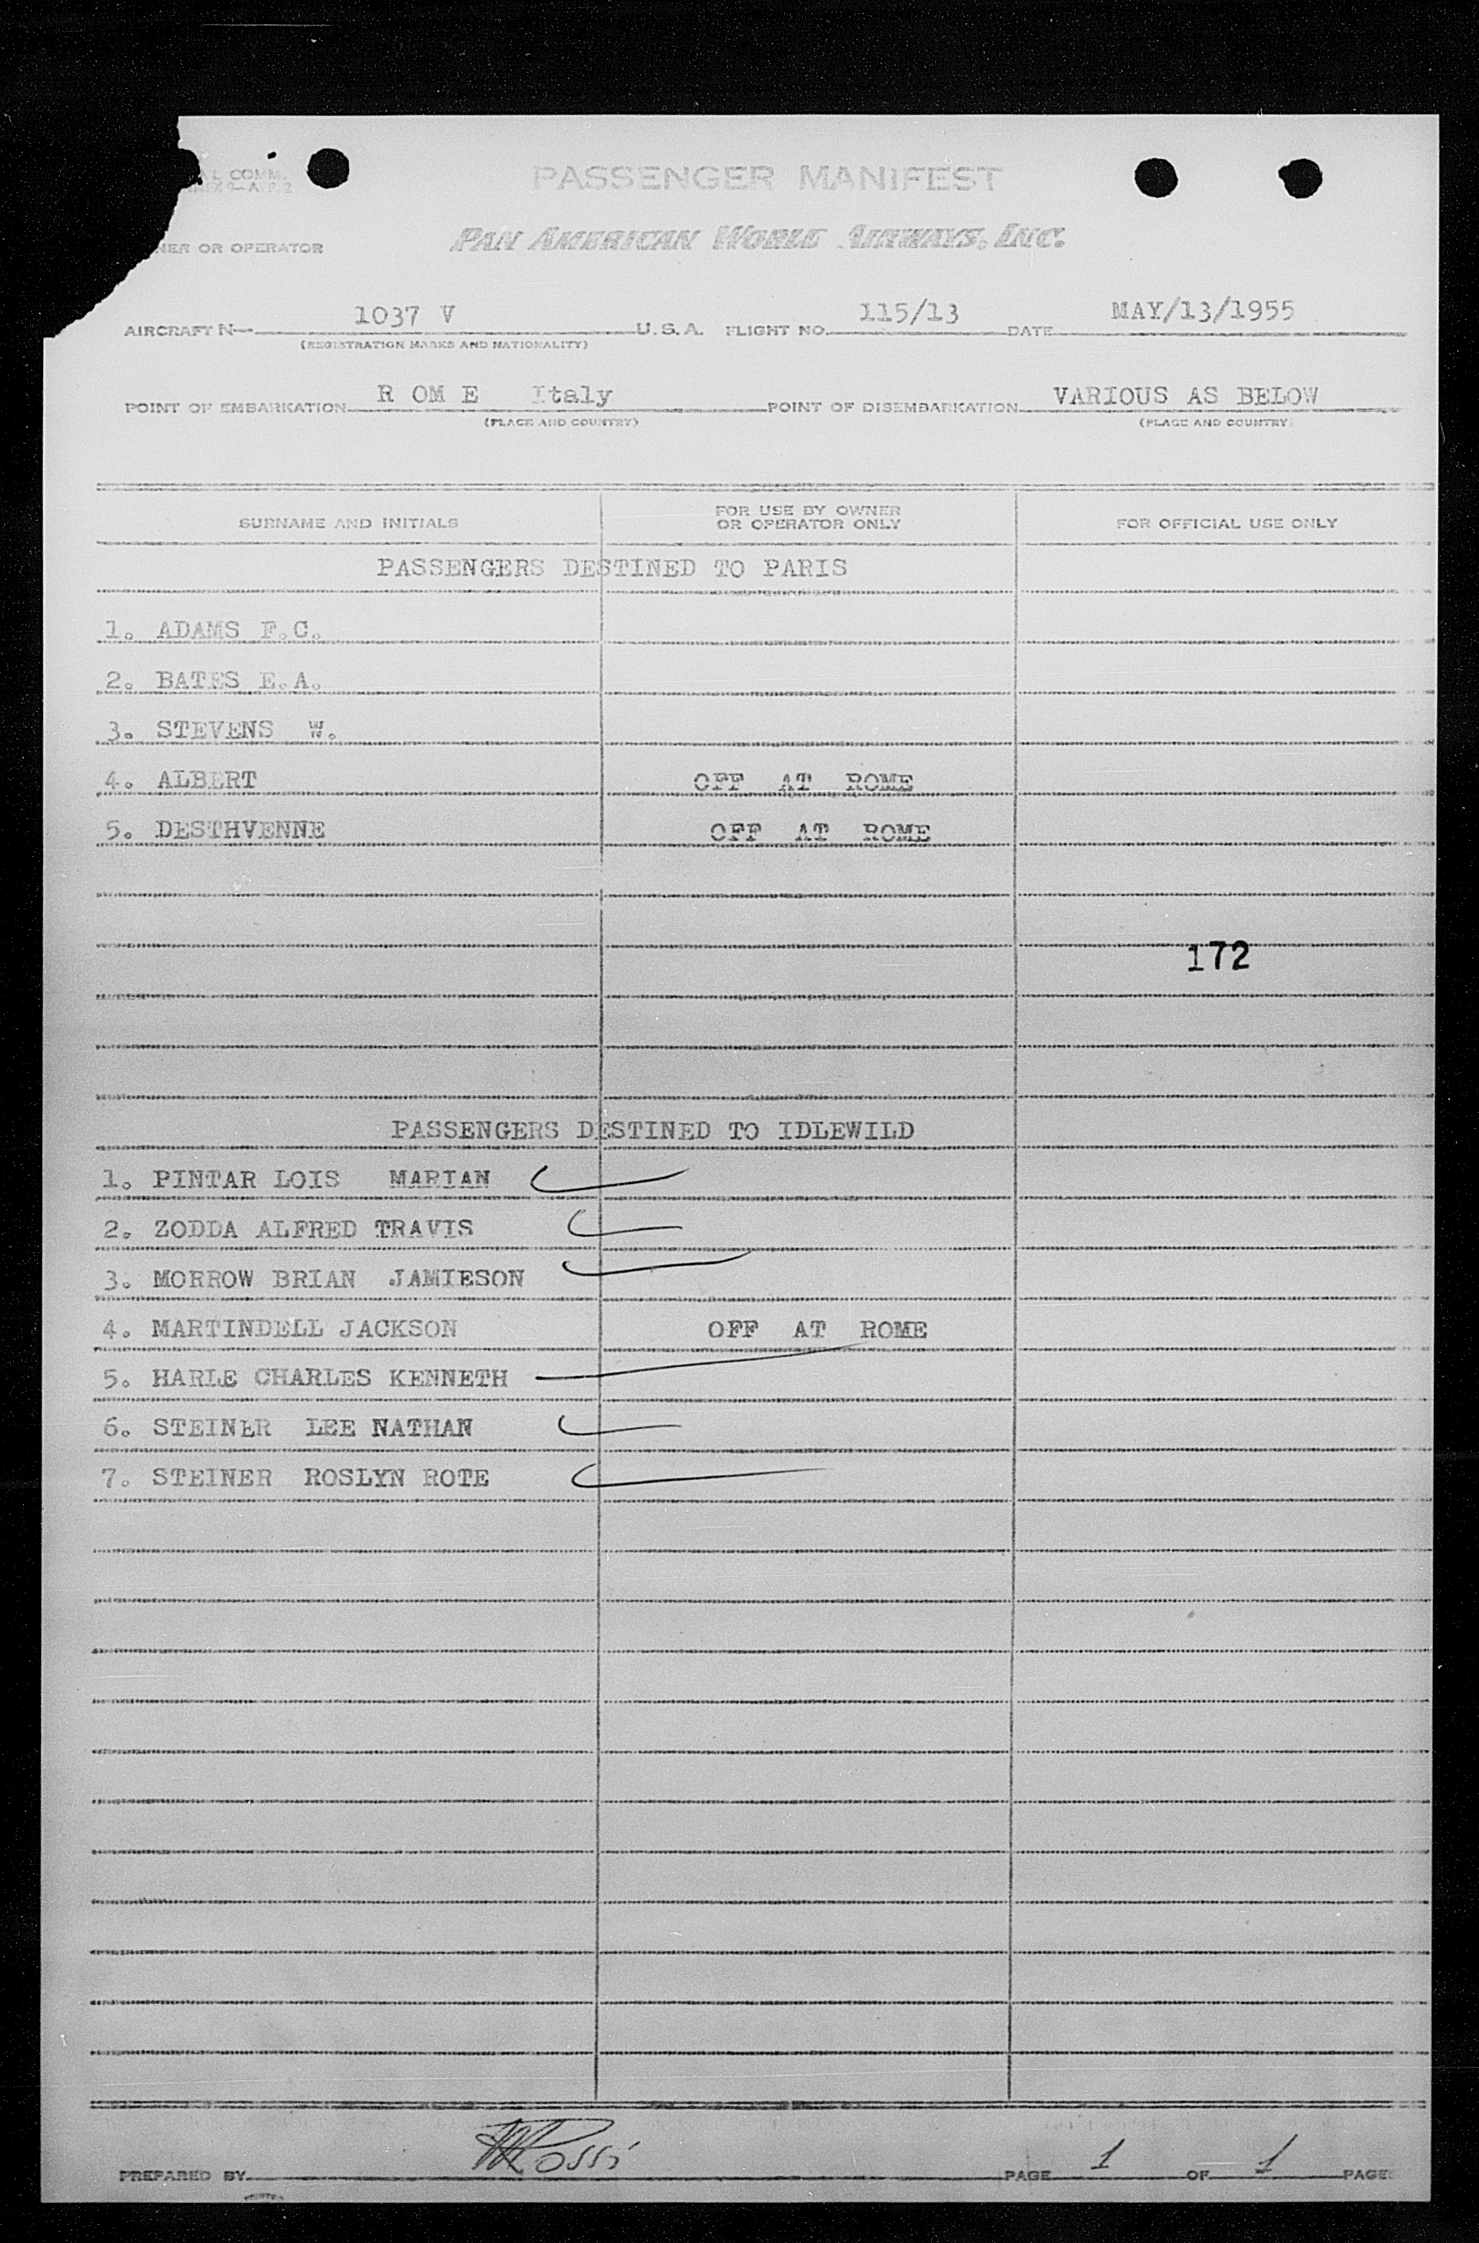 L COMM.
PASSENGER MANIFEST
NER OR OPERATOR
PAN AMERICAN WORLD AIRWAYS, INC.
AIRCRAFT N— 1037 V U.S.A. FLIGHT NO. 115/13 DATE MAY/13/1955
(REGISTRATION MARKS AND NATIONALITY)
POINT OF EMBARKATION R OM E Italy POINT OF DISEMBARKATION VARIOUS AS BELOW
(PLACE AND COUNTRY) (PLACE AND COUNTRY)
SURNAME AND INITIALS FOR USE BY OWNER OR OPERATOR ONLY FOR OFFICIAL USE ONLY
PASSENGERS DESTINED TO PARIS
1. ADAMS F.C.
2. BATES E.A.
3. STEVENS W.
4. ALBERT OFF AT ROME
5. DESTHVENNE OFF AT ROME
172
PASSENGERS DESTINED TO IDLEWILD
1. PINTAR LOIS MARIAN
2. ZODDA ALFRED TRAVIS
3. MORROW BRIAN JAMIESON
4. MARTINDELL JACKSON OFF AT ROME
5. HARLE CHARLES KENNETH
6. STEINER LEE NATHAN
7. STEINER ROSLYN ROTE
PREPARED BY Rossi PAGE 1 OF 1 PAGES